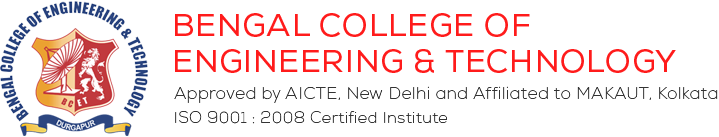 BENGAL COLLEGE OF ENGINEERING & TECHNOLOGY
BCET
DURGAPUR
BENGAL COLLEGE OF
ENGINEERING & TECHNOLOGY
Approved by AICTE, New Delhi and Affiliated to MAKAUT, Kolkata
ISO 9001 : 2008 Certified Institute